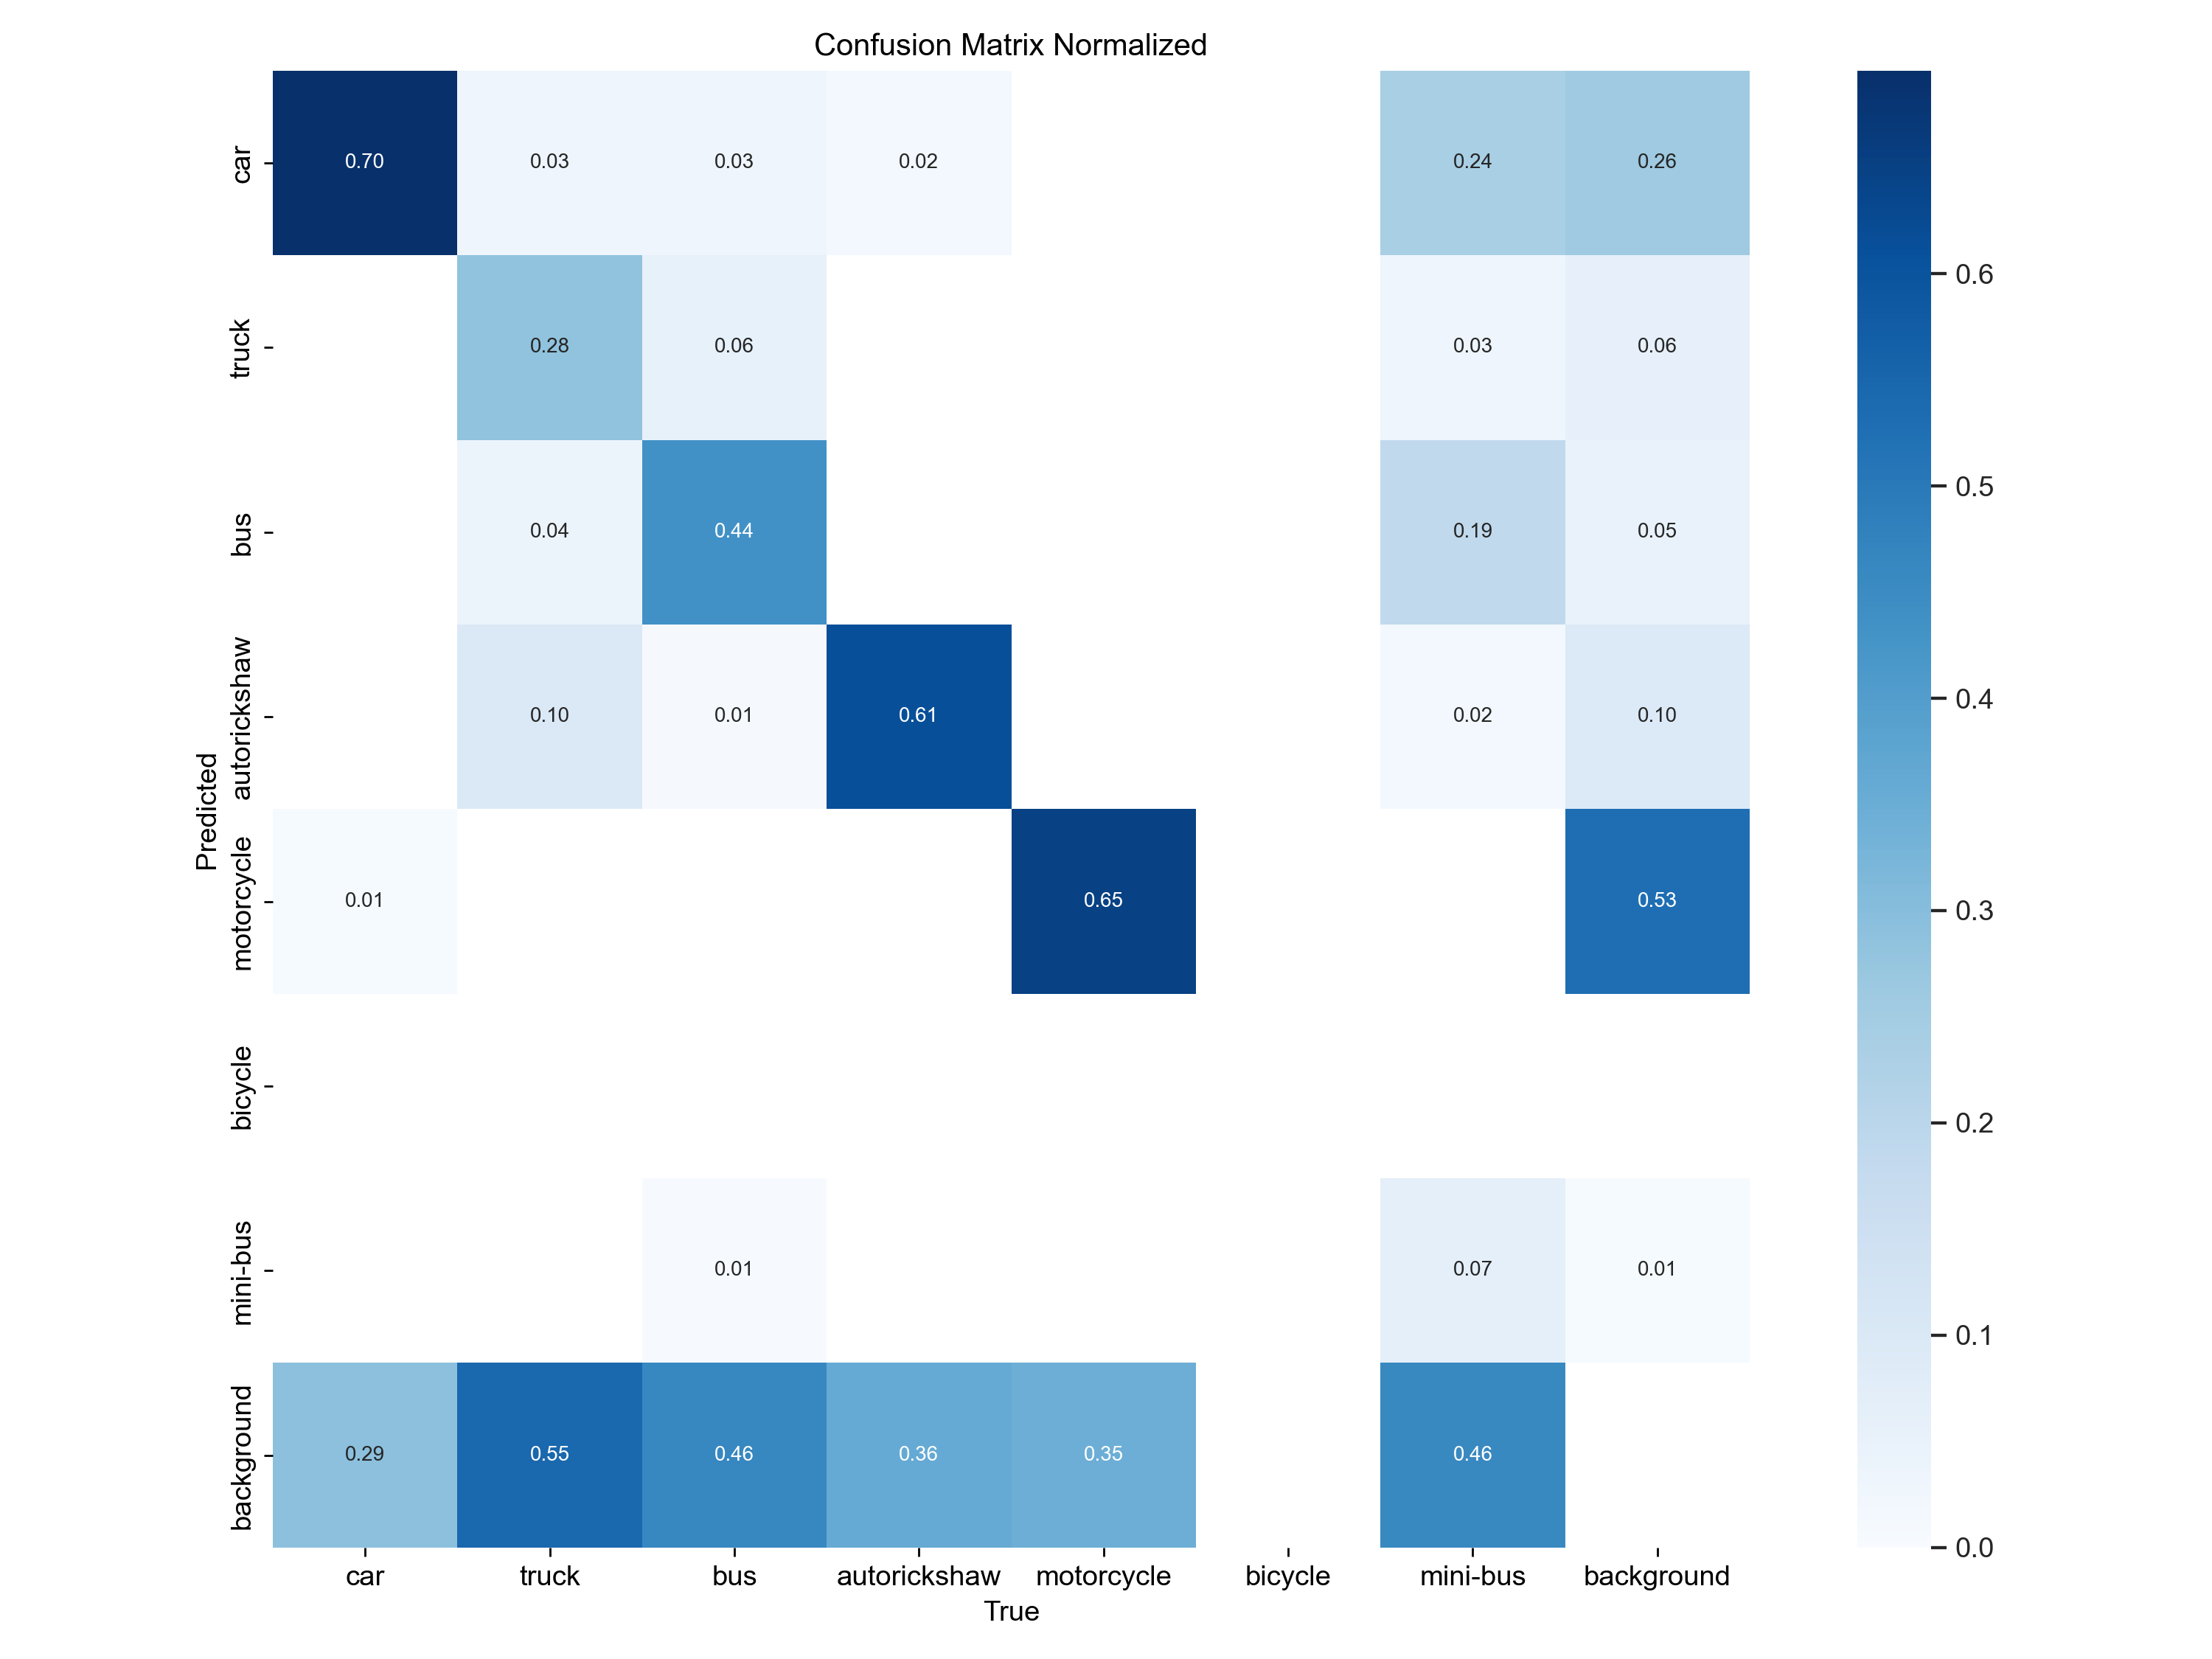 Confusion Matrix Normalized
car
0.70
0.03
0.03
0.02
0.24
0.26
truck
0.28
0.06
0.03
0.06
bus
0.04
0.44
0.19
0.05
autorickshaw
0.10
0.01
0.61
0.02
0.10
motorcycle
0.01
0.65
0.53
bicycle
mini-bus
0.01
0.07
0.01
background
0.29
0.55
0.46
0.36
0.35
0.46
Predicted
car
truck
bus
autorickshaw
motorcycle
bicycle
mini-bus
background
True
0.6
0.5
0.4
0.3
0.2
0.1
0.0